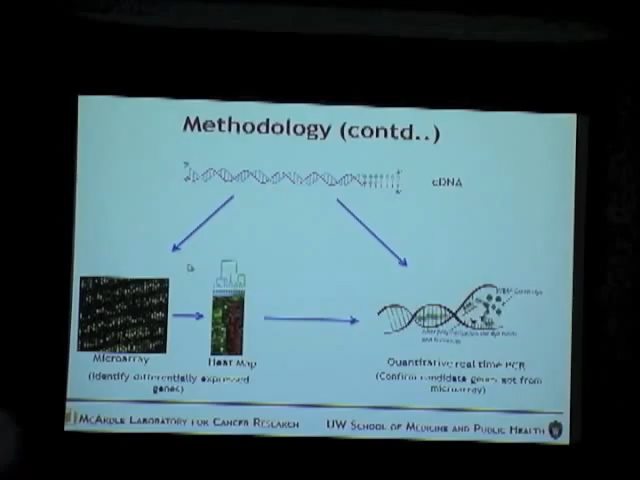 Methodology (contd..)
cDNA
Microarray
Heat Map
(Identify differentially expressed
genes)
Quantitative real time PCR
(Confirm candidate genes got from
microarray)
MCARDLE LABORATORY FOR CANCER RESEARCH
UW SCHOOL OF MEDICINE AND PUBLIC HEALTH